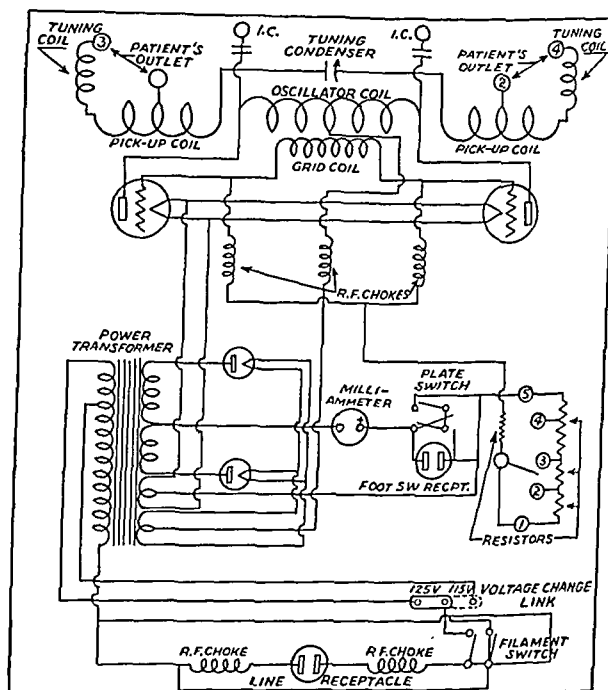 TUNING
COIL
3
PATIENT'S
OUTLET
I.C.
TUNING
CONDENSER
I.C.
PATIENT'S
OUTLET
2
4
TUNING
COIL
OSCILLATOR
COIL
PICK-UP COIL
GRID COIL
PICK-UP COIL
R.F. CHOKES
POWER
TRANSFORMER
MILLI-
AMMETER
PLATE
SWITCH
FOOT SW RECPT.
5
4
3
2
1
RESISTORS
125V 115V
VOLTAGE CHANGE
LINK
FILAMENT
SWITCH
R.F. CHOKE
R.F. CHOKE
LINE RECEPTACLE